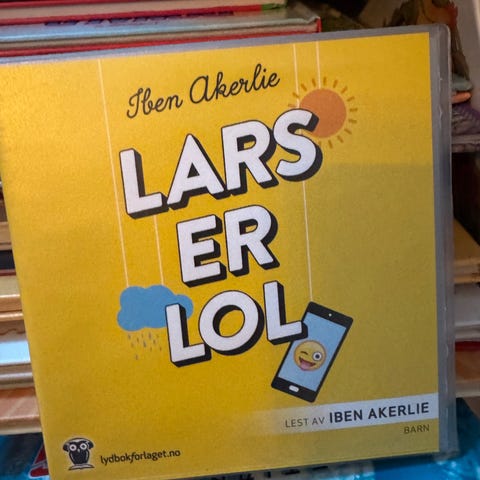 Iben Akerlie
LARS
ER
LOL
LEST AV IBEN AKERLIE
BARN
lydbokforlaget.no